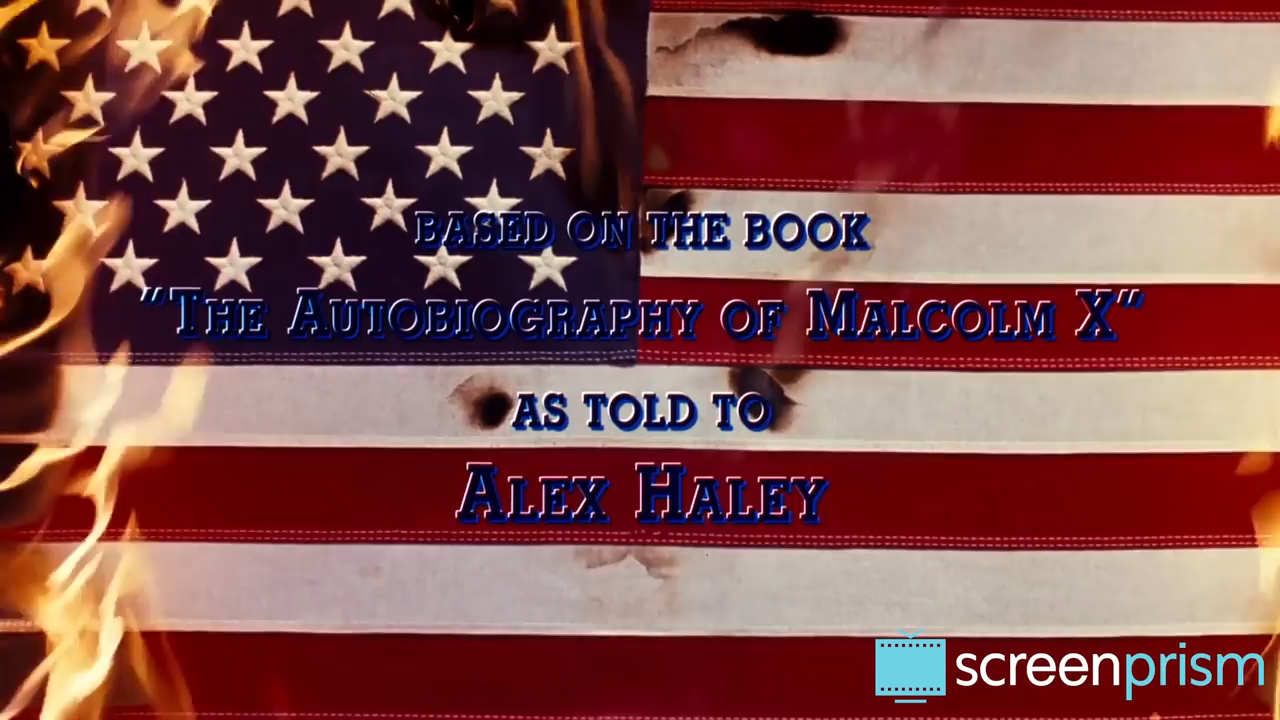 BASED ON THE BOOK
“THE AUTOBIOGRAPHY OF MALCOLM X”
AS TOLD TO
ALEX HALEY
screenprism